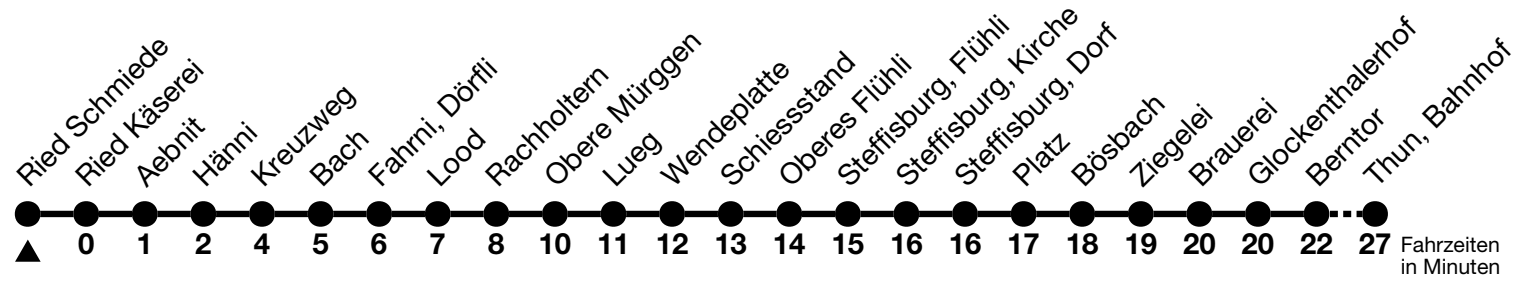 Ried Schmiede
Ried Käserei
Aebnit
Hänni
Kreuzweg
Bach
Fahrni, Dörfli
Lood
Rachholtern
Obere Mürggen
Lueg
Wendeplatte
Schiessstand
Oberes Flühli
Steffisburg, Flühli
Steffisburg, Kirche
Steffisburg, Dorf
Platz
Bösbach
Ziegelei
Brauerei
Glockenthalerhof
Berntor
Thun, Bahnhof
0 1 2 4 5 6 7 8 10 11 12 13 14 15 16 16 17 18 19 20 20 22 27
Fahrzeiten
in Minuten